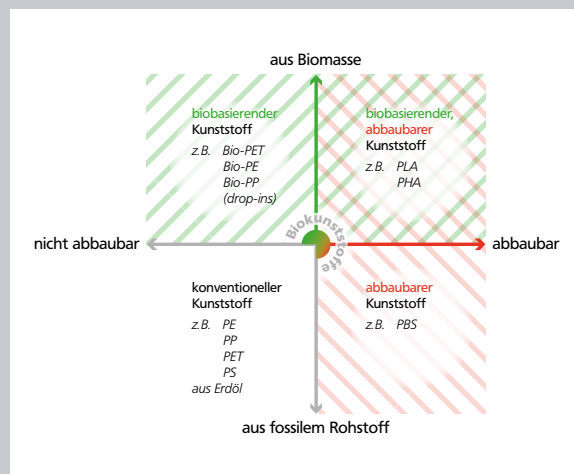 aus Biomasse
biobasierender
Kunststoff
z.B. Bio-PET
Bio-PE
Bio-PP
(drop-ins)
biobasierender,
abbaubarer
Kunststoff
z.B. PLA
PHA
Biokunststoffe
nicht abbaubar
abbaubar
konventioneller
Kunststoff
z.B. PE
PP
PET
PS
aus Erdöl
abbaubarer
Kunststoff
z.B. PBS
aus fossilem Rohstoff